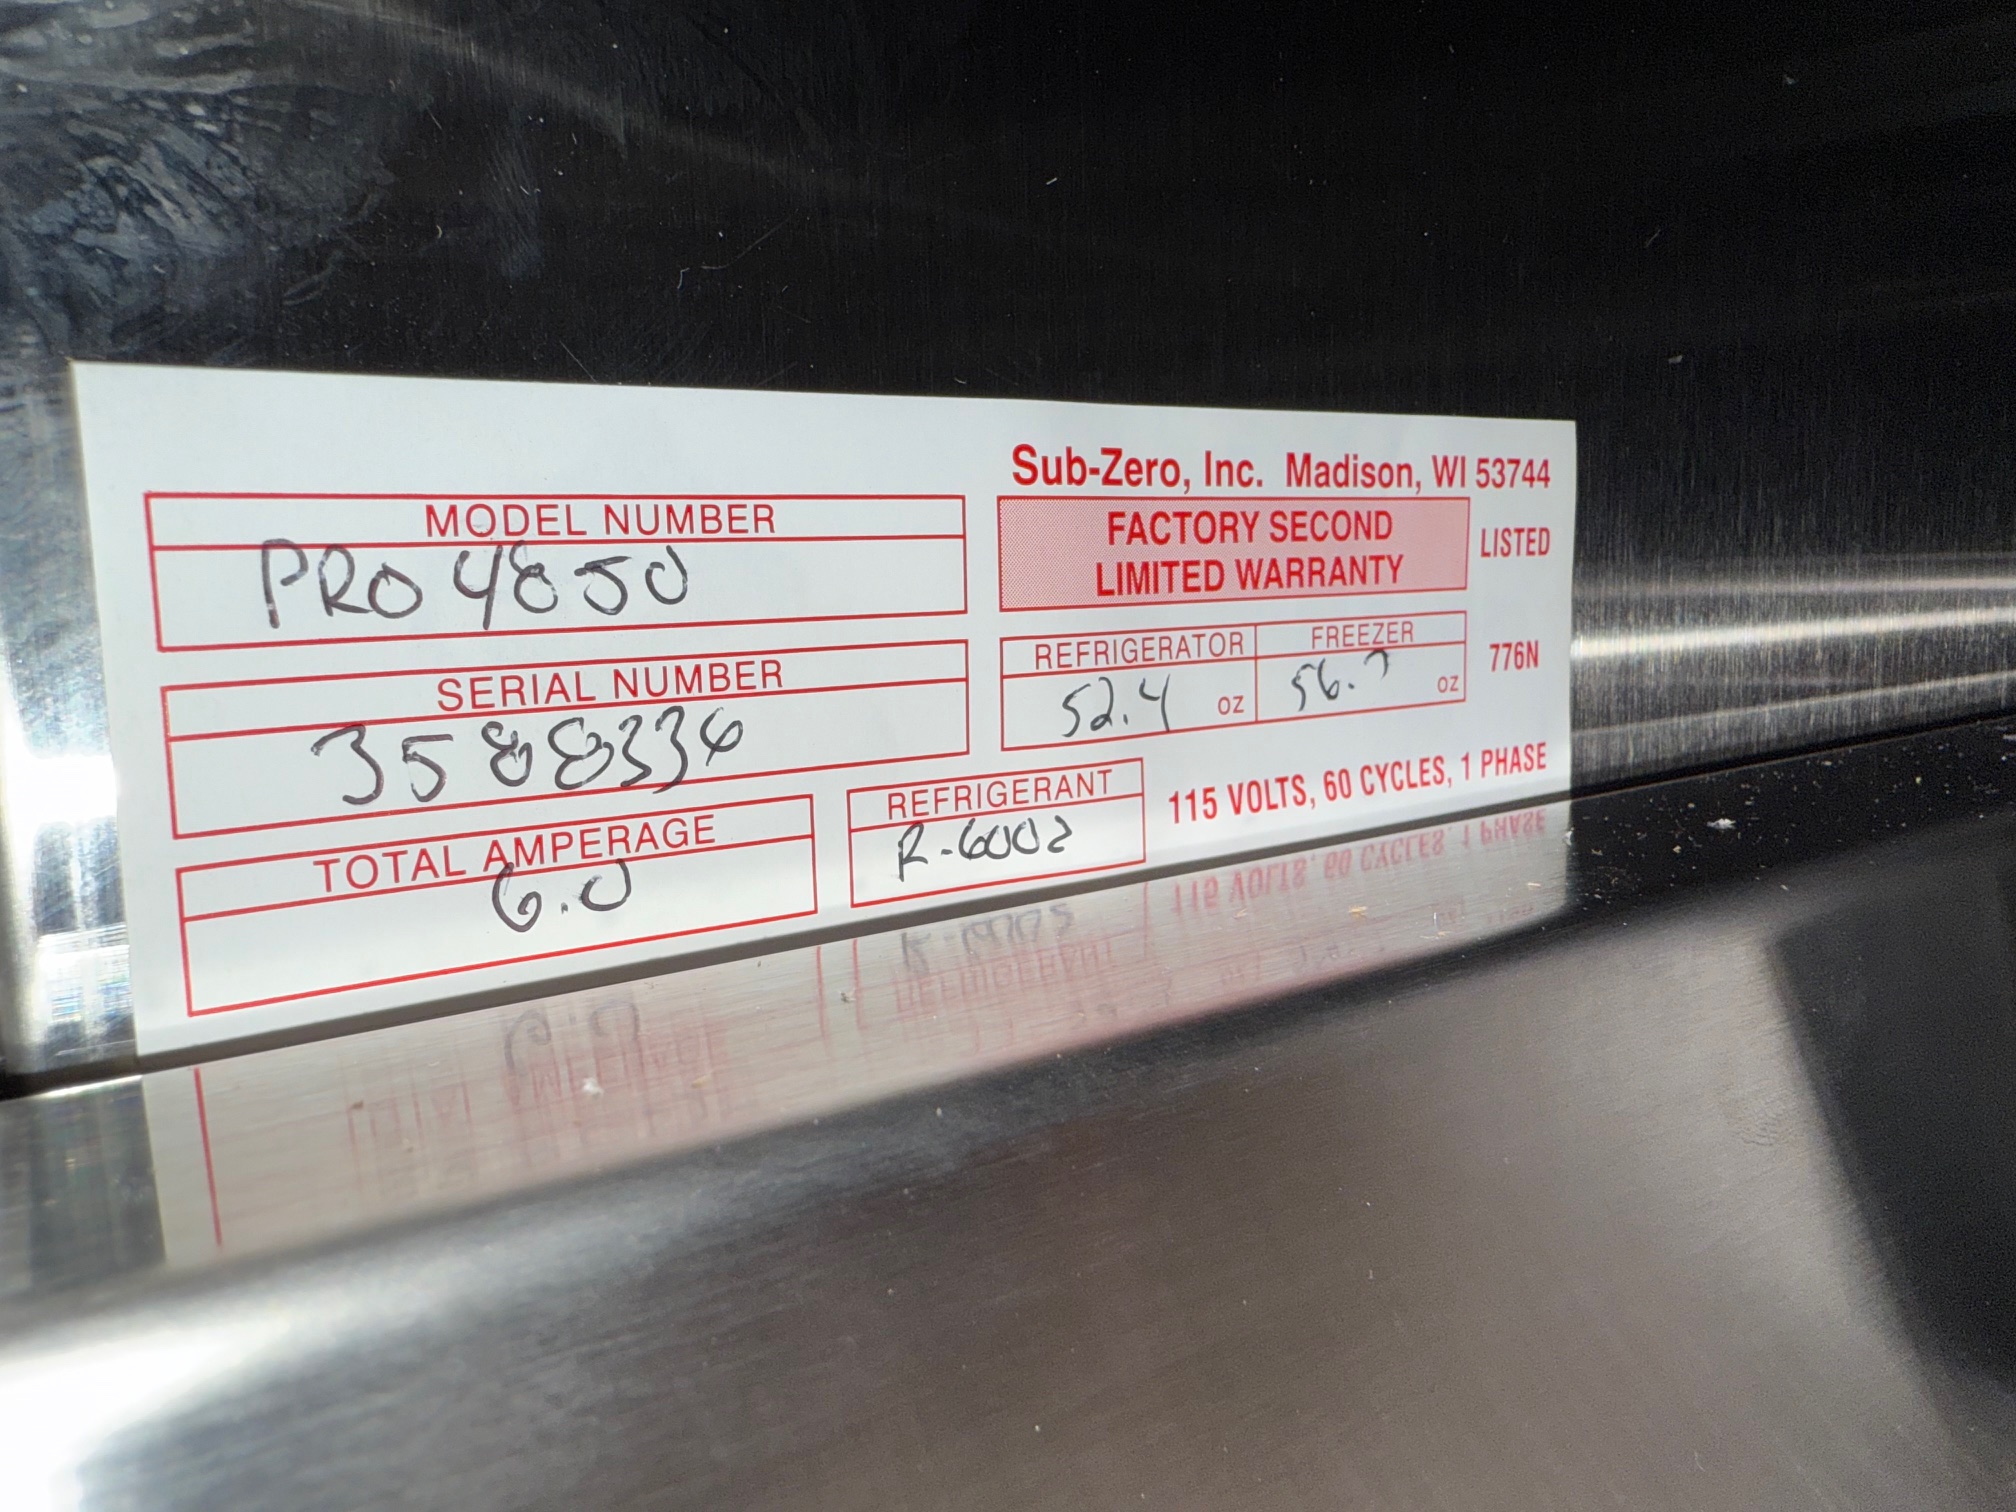 Sub-Zero, Inc. Madison, WI 53744
MODEL NUMBER
PRO 4850
FACTORY SECOND
LIMITED WARRANTY
LISTED
SERIAL NUMBER
3588336
REFRIGERATOR
52.4 oz
FREEZER
56.7 oz
776N
TOTAL AMPERAGE
6.0
REFRIGERANT
R-600a
115 VOLTS, 60 CYCLES, 1 PHASE